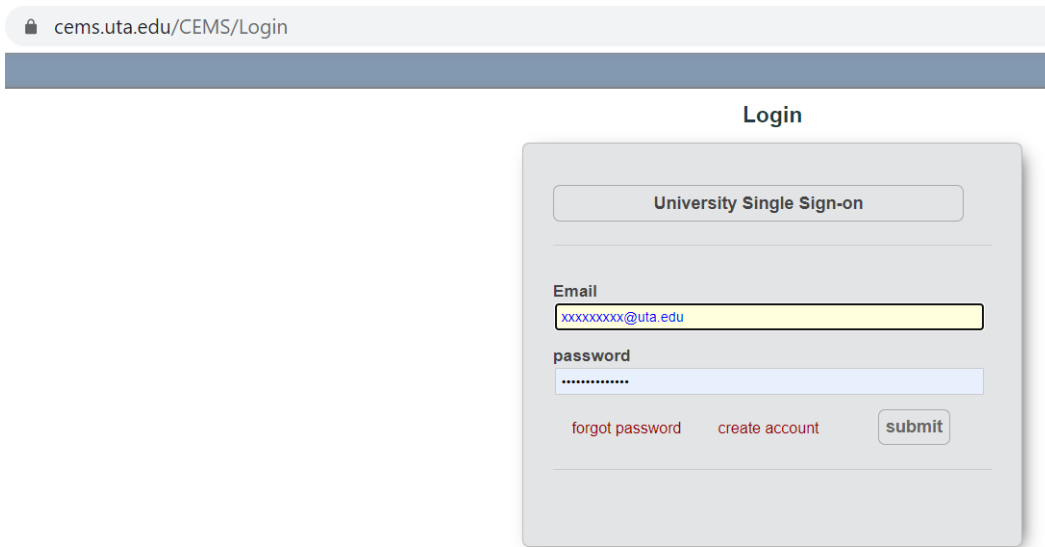 cems.uta.edu/CEMS/Login
Login
University Single Sign-on
Email
xxxxxxxxx@uta.edu
password
••••••••••••••
forgot password create account submit